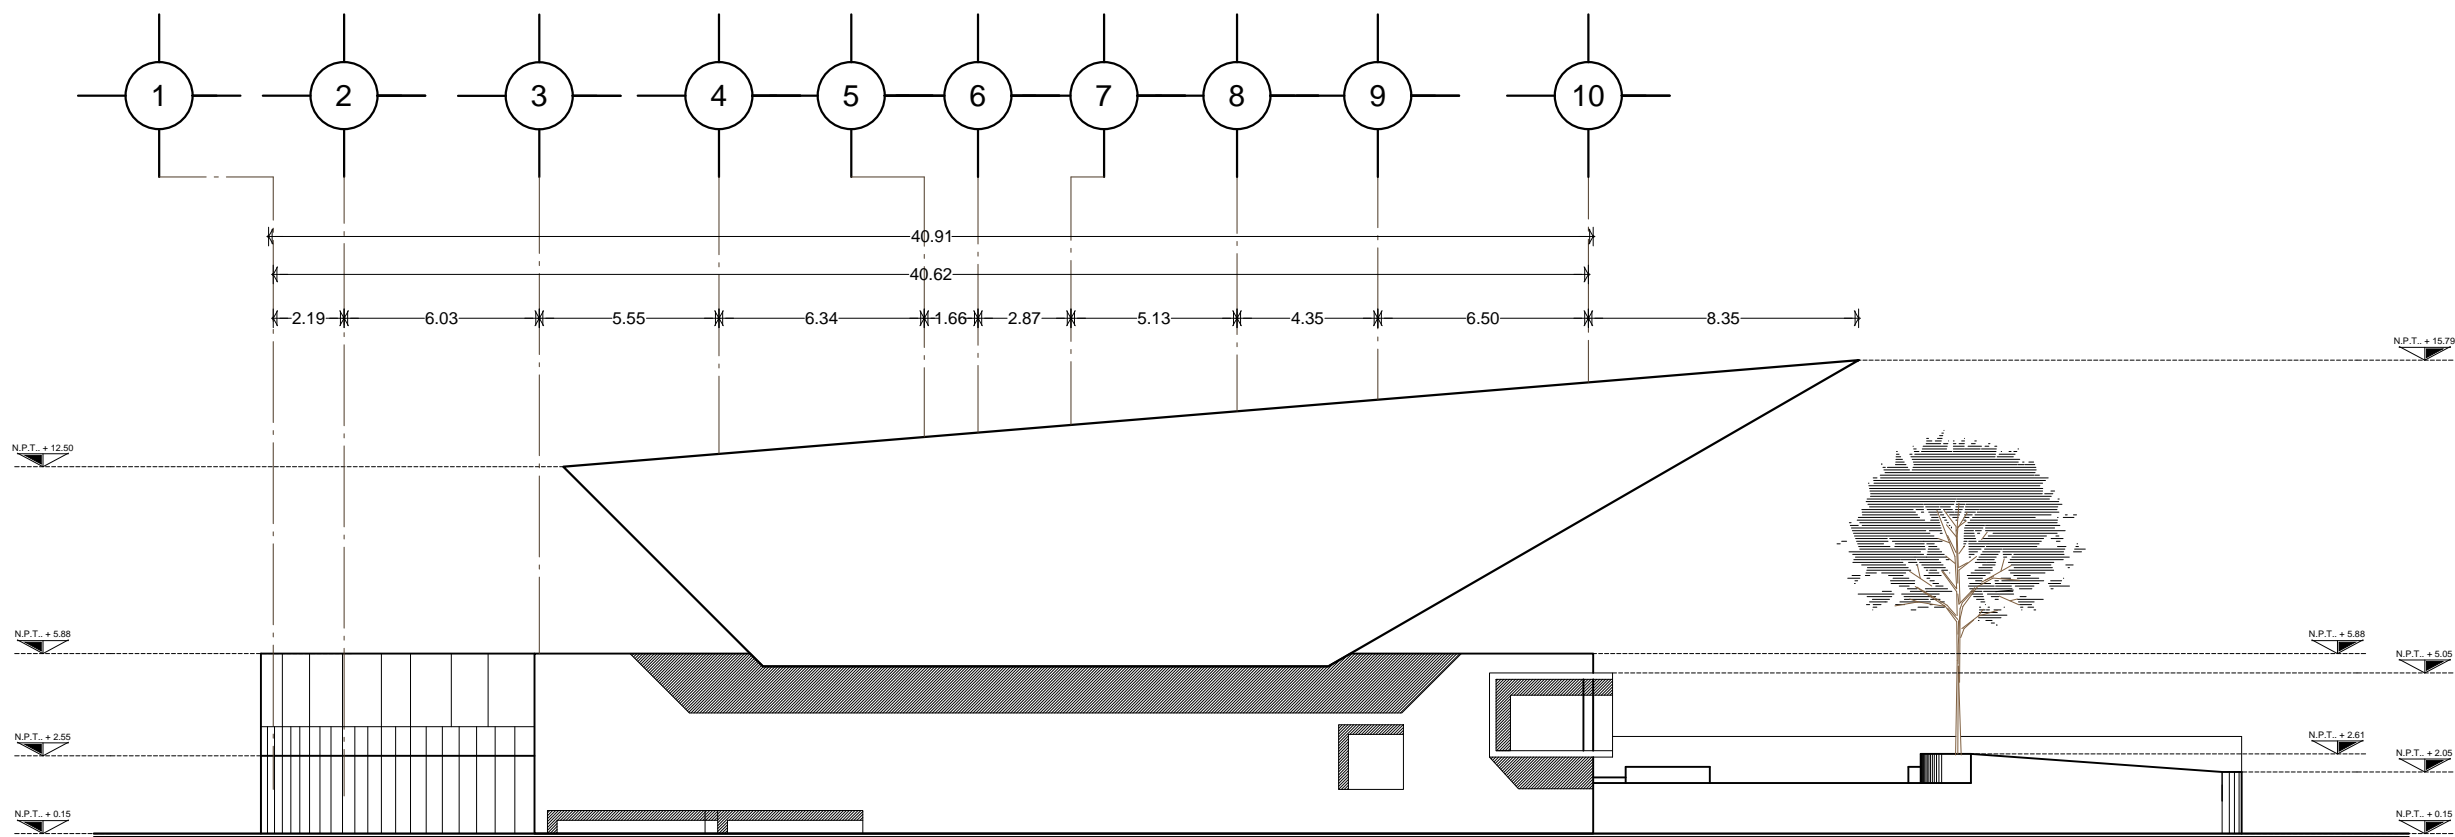 1 2 3 4 5 6 7 8 9 10
40.91
40.62
2.19 6.03 5.55 6.34 1.66 2.87 5.13 4.35 6.50 8.35
N.P.T.. + 15.79
N.P.T.. + 12.50
N.P.T.. + 5.88
N.P.T.. + 5.88
N.P.T.. + 5.05
N.P.T.. + 2.55
N.P.T.. + 2.61
N.P.T.. + 2.05
N.P.T.. + 0.15
N.P.T.. + 0.15